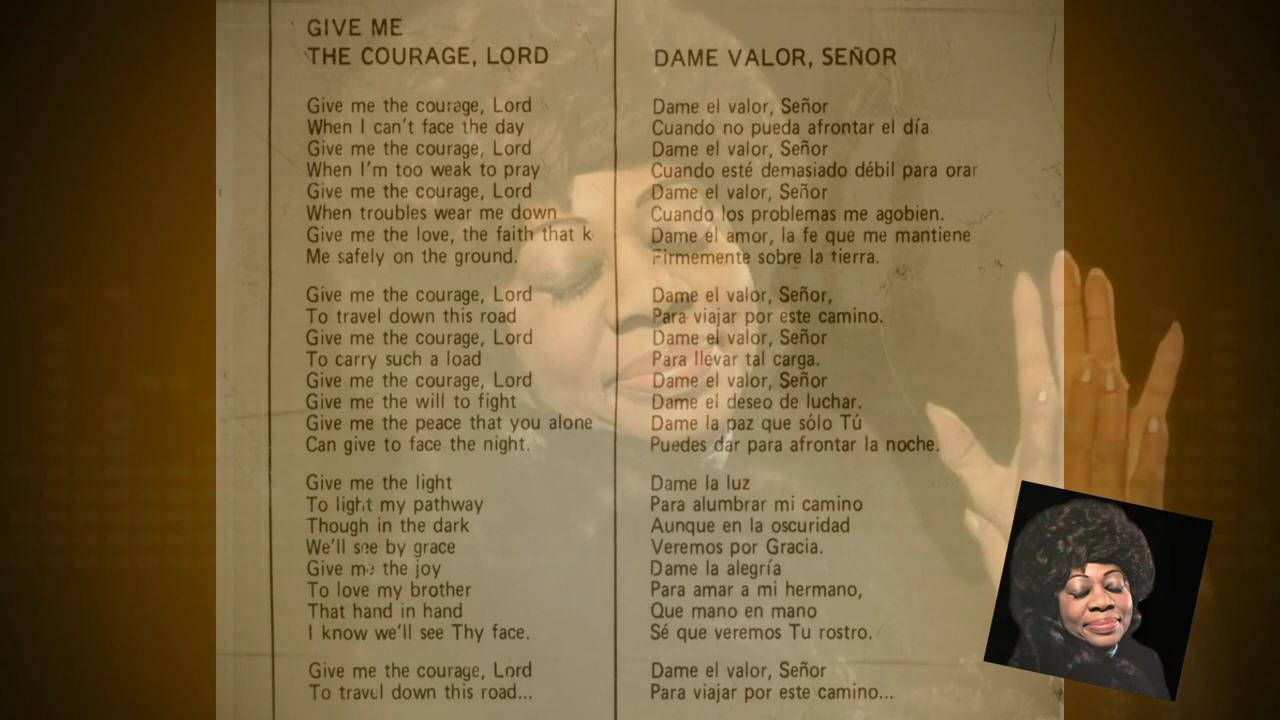 GIVE ME
THE COURAGE, LORD
Give me the courage, Lord
When I can't face the day
Give me the courage, Lord
When I'm too weak to pray
Give me the courage, Lord
When troubles wear me down
Give me the love, the faith that
Me safely on the ground.
Give me the courage, Lord
To travel down this road
Give me the courage, Lord
To carry such a load
Give me the courage, Lord
Give me the will to fight
Give me the peace that you alone
Can give to face the night.
Give me the light
To light my pathway
Though in the dark
We'll see by grace
Give me the joy
To love my brother
That hand in hand
I know we'll see Thy face.
Give me the courage, Lord
To travel down this road...
DAME VALOR, SEÑOR
Dame el valor, Señor
Cuando no pueda afrontar el día
Dame el valor, Señor
Cuando esté demasiado débil para orar
Dame el valor, Señor
Cuando los problemas me agobien.
Dame el amor, la fe que me mantiene
Firmemente sobre la tierra.
Dame el valor, Señor,
Para viajar por este camino.
Dame el valor, Señor
Para llevar tal carga.
Dame el valor, Señor
Dame el deseo de luchar.
Dame la paz que sólo Tú
Puedes dar para afrontar la noche.
Dame la luz
Para alumbrar mi camino
Aunque en la oscuridad
Veremos por Gracia.
Dame la alegría
Para amar a mi hermano,
Que mano en mano
Sé que veremos Tu rostro.
Dame el valor, Señor
Para viajar por este camino...